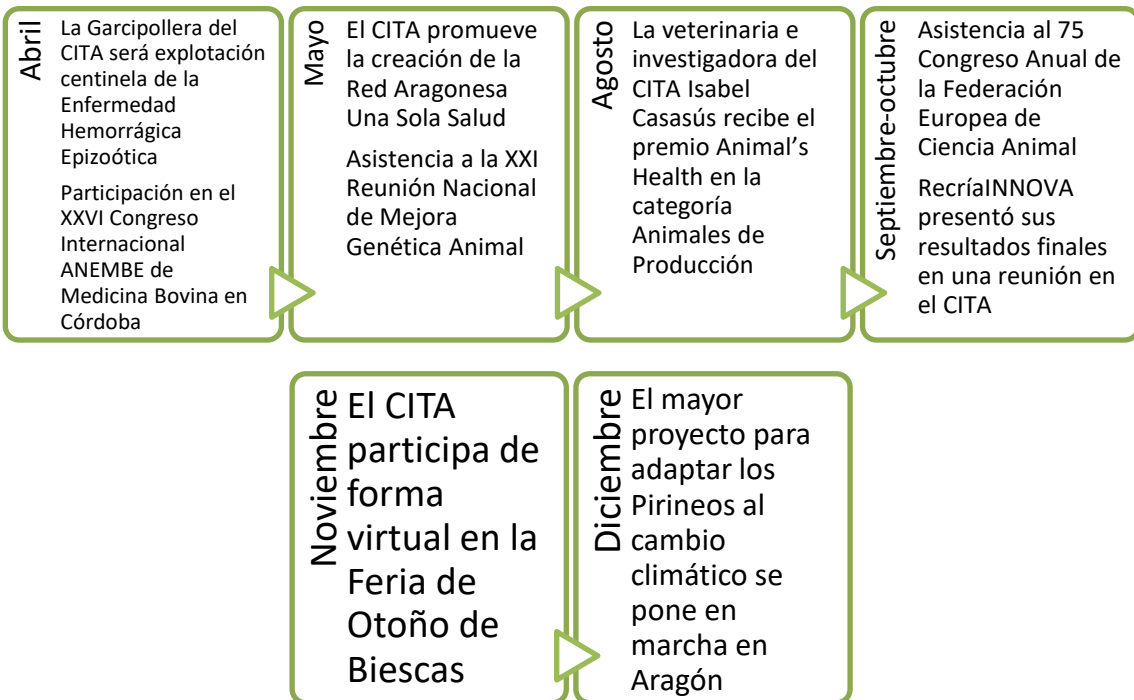 Abril
La Garcipollera del
CITA será explotación
centinela de la
Enfermedad
Hemorrágica
Epizoótica
Participación en el
XXVI Congreso
Internacional
ANEMBE de
Medicina Bovina en
Córdoba
Mayo
El CITA promueve
la creación de la
Red Aragonesa
Una Sola Salud
Asistencia a la XXI
Reunión Nacional
de Mejora
Genética Animal
Agosto
La veterinaria e
investigadora del
CITA Isabel
Casasús recibe el
premio Animal’s
Health en la
categoría
Animales de
Producción
Septiembre-octubre
Asistencia al 75
Congreso Anual de
la Federación
Europea de
Ciencia Animal
RecríaINNOVA
presentó sus
resultados finales
en una reunión en
el CITA
Noviembre
El CITA
participa de
forma
virtual en la
Feria de
Otoño de
Biescas
Diciembre
El mayor
proyecto para
adaptar los
Pirineos al
cambio
climático se
pone en
marcha en
Aragón